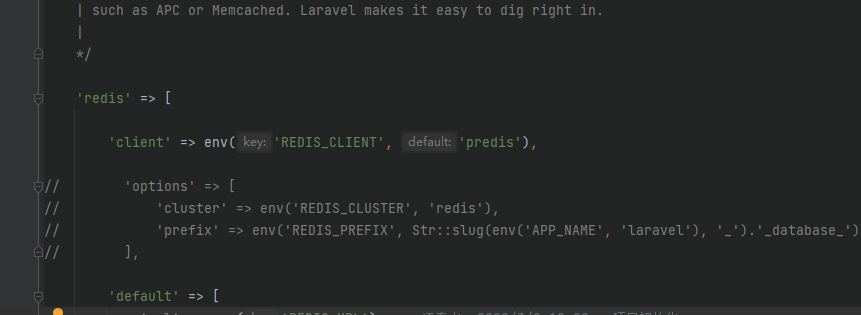 | such as APC or Memcached. Laravel makes it easy to dig right in.
|
*/
'redis' => [
'client' => env( key: 'REDIS_CLIENT', default: 'predis'),
// 'options' => [
// 'cluster' => env('REDIS_CLUSTER', 'redis'),
// 'prefix' => env('REDIS_PREFIX', Str::slug(env('APP_NAME', 'laravel'), '_').'_database_')
// ],
'default' => [